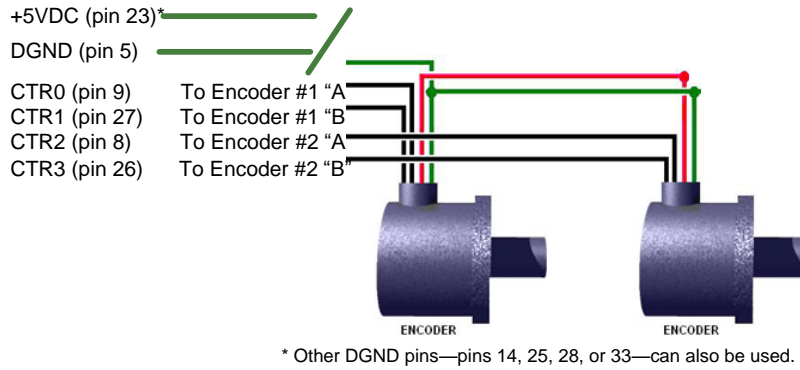 +5VDC (pin 23)*
DGND (pin 5)
CTR0 (pin 9) To Encoder #1 “A
CTR1 (pin 27) To Encoder #1 “B
CTR2 (pin 8) To Encoder #2 “A
CTR3 (pin 26) To Encoder #2 “B”
ENCODER ENCODER
* Other DGND pins—pins 14, 25, 28, or 33—can also be used.